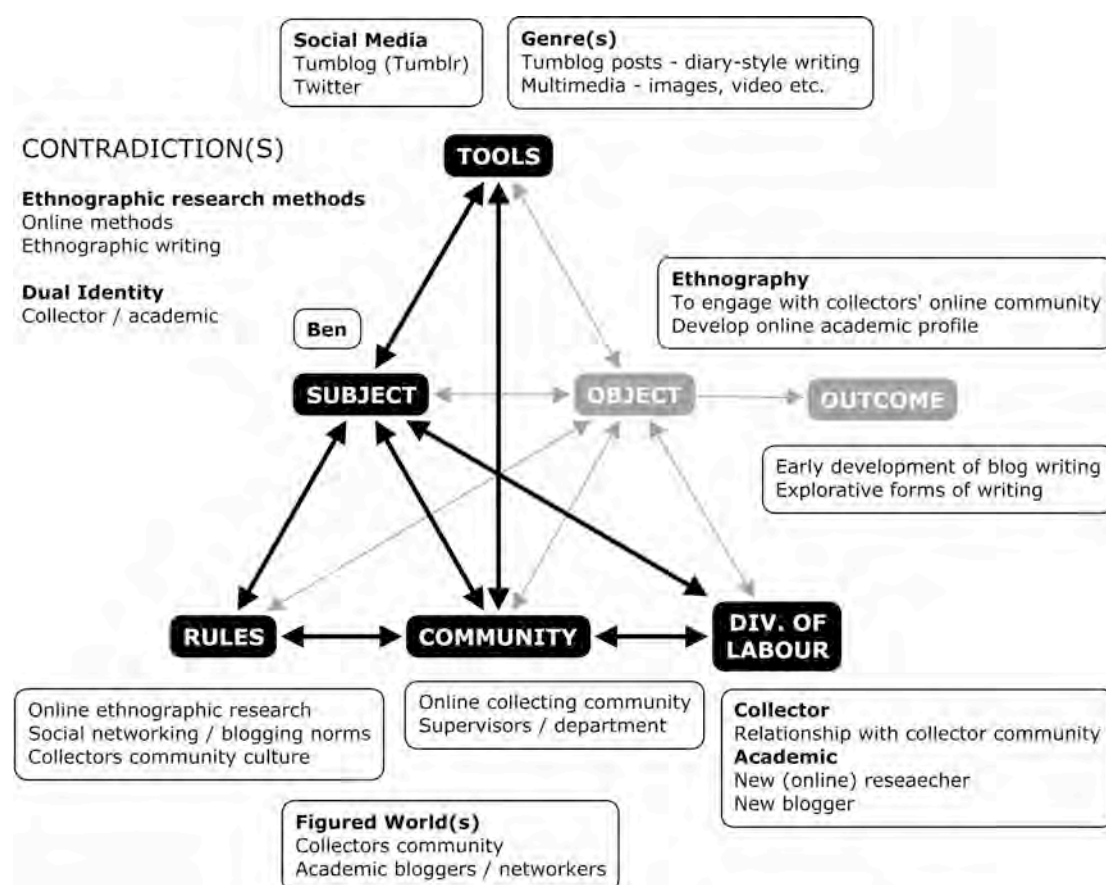 Social Media
Tumblog (Tumblr)
Twitter
Genre(s)
Tumblog posts - diary-style writing
Multimedia - images, video etc.
CONTRADICTION(S)
Ethnographic research methods
Online methods
Ethnographic writing
Dual Identity
Collector / academic
TOOLS
Ethnography
To engage with collectors' online community
Develop online academic profile
Ben
SUBJECT
OBJECT
OUTCOME
Early development of blog writing
Explorative forms of writing
RULES
COMMUNITY
DIV. OF
LABOUR
Online ethnographic research
Social networking / blogging norms
Collectors community culture
Online collecting community
Supervisors / department
Collector
Relationship with collector community
Academic
New (online) reseaecher
New blogger
Figured World(s)
Collectors community
Academic bloggers / networkers